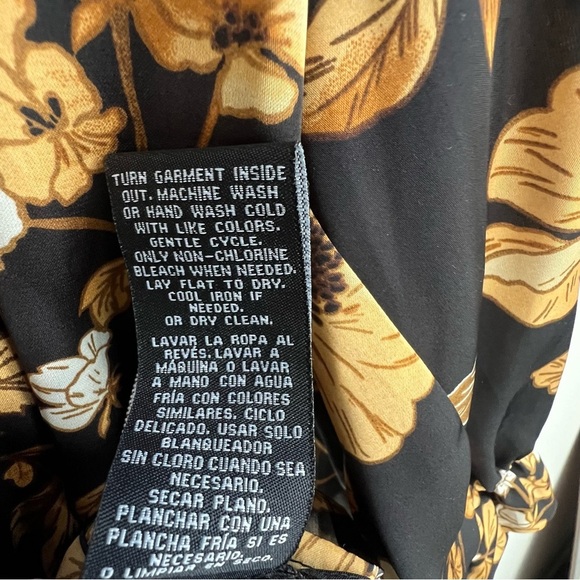 TURN GARMENT INSIDE
OUT. MACHINE WASH
OR HAND WASH COLD
WITH LIKE COLORS.
GENTLE CYCLE.
ONLY NON-CHLORINE
BLEACH WHEN NEEDED.
LAY FLAT TO DRY.
COOL IRON IF
NEEDED.
OR DRY CLEAN.
LAVAR LA ROPA AL
REVÉS. LAVAR A
MÁQUINA O LAVAR
A MANO CON AGUA
FRÍA CON COLORES
SIMILARES. CICLO
DELICADO. USAR SOLO
BLANQUEADOR
SIN CLORO CUANDO SEA
NECESARIO.
SECAR PLANO.
PLANCHAR CON UNA
PLANCHA FRÍA SI ES
NECESARIO.
O LIMPIAR EN SECO.